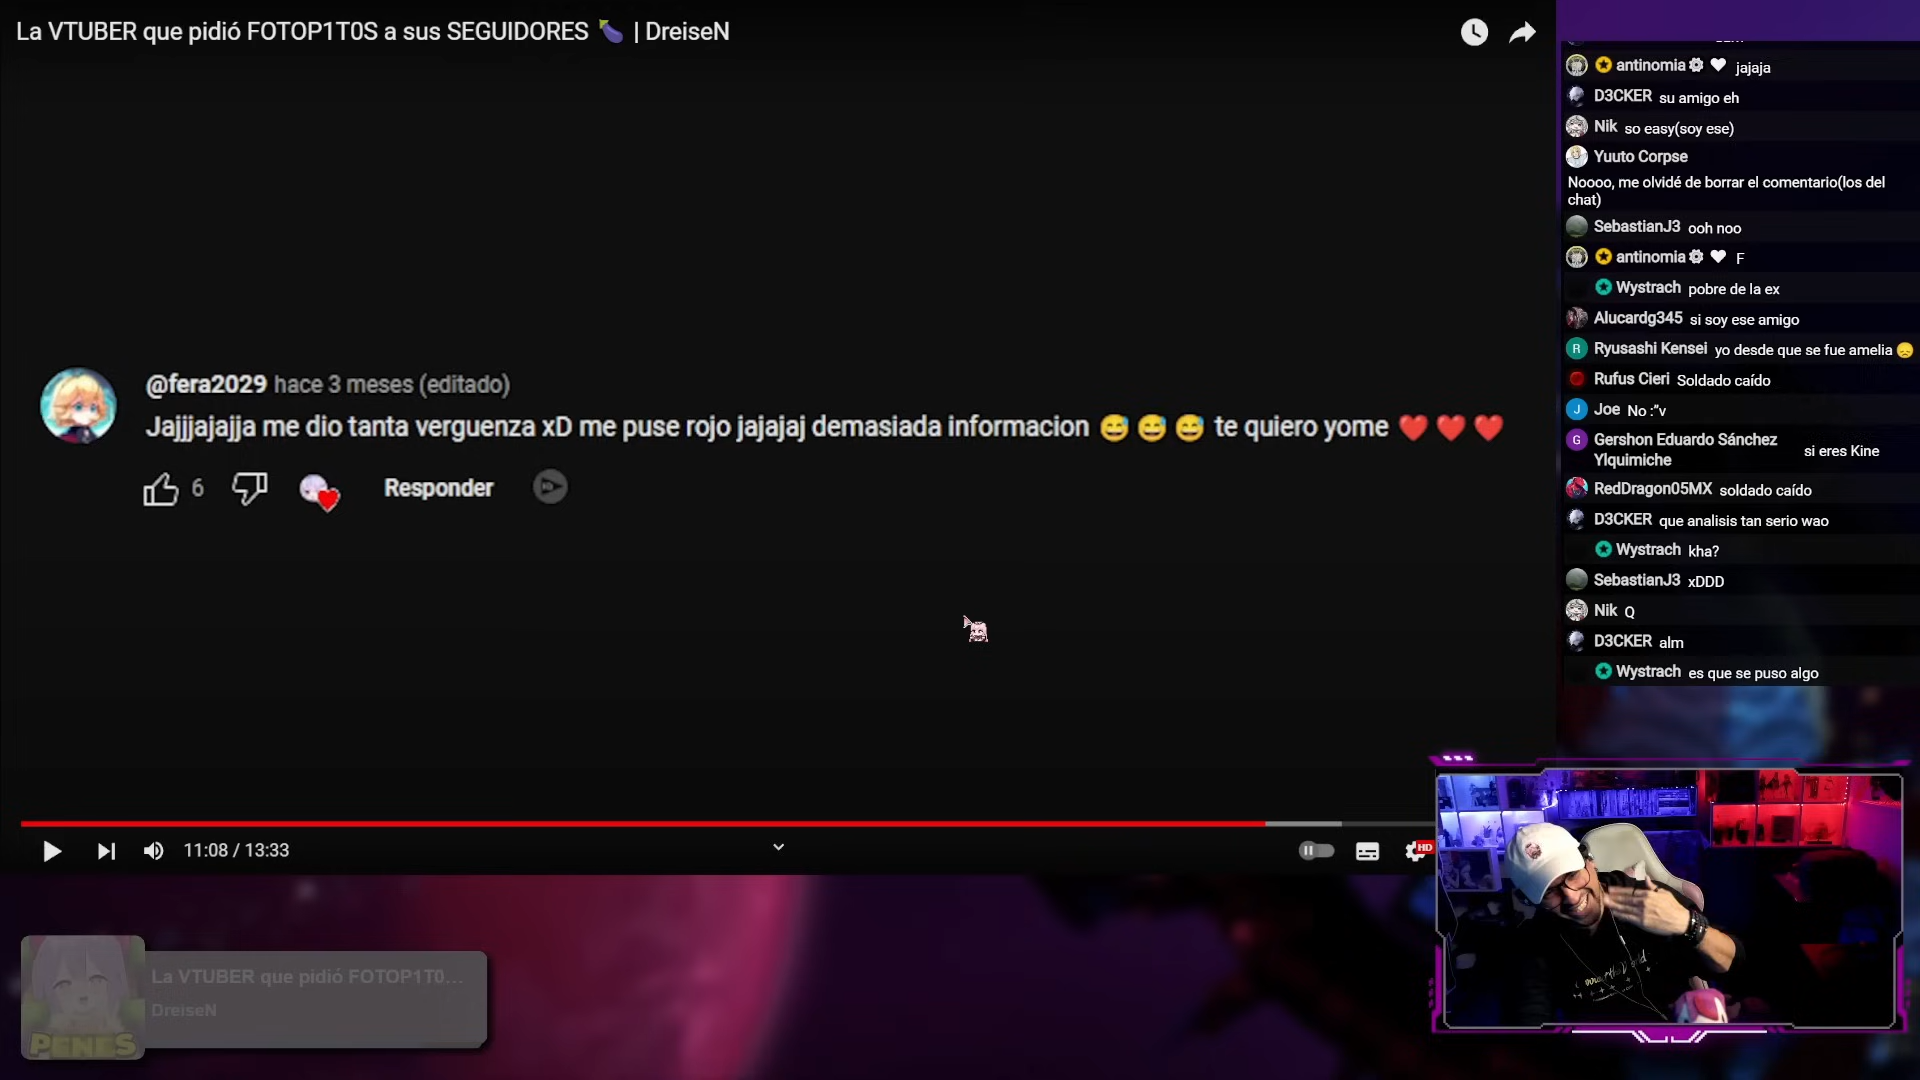 La VTUBER que pidió FOTOP1T0S a sus SEGUIDORES 🍆 | DreiseN
@fera2029 hace 3 meses (editado)
Jajjjajajja me dio tanta verguenza xD me puse rojo jajajaj demasiada informacion 😅 😅 😅 te quiero yome ❤️ ❤️ ❤️
6
Responder
11:08 / 13:33
HD
La VTUBER que pidió FOTOP1T0...
DreiseN
PENES
antinomia jajaja
D3CKER su amigo eh
Nik so easy(soy ese)
Yuuto Corpse
Noooo, me olvidé de borrar el comentario(los del
chat)
SebastianJ3 ooh noo
antinomia F
Wystrach pobre de la ex
Alucardg345 si soy ese amigo
R Ryusashi Kensei yo desde que se fue amelia 😞
Rufus Cieri Soldado caído
J Joe No :"v
G Gershon Eduardo Sánchez
Ylquimiche si eres Kine
RedDragon05MX soldado caído
D3CKER que analisis tan serio wao
Wystrach kha?
SebastianJ3 xDDD
Nik Q
D3CKER alm
Wystrach es que se puso algo